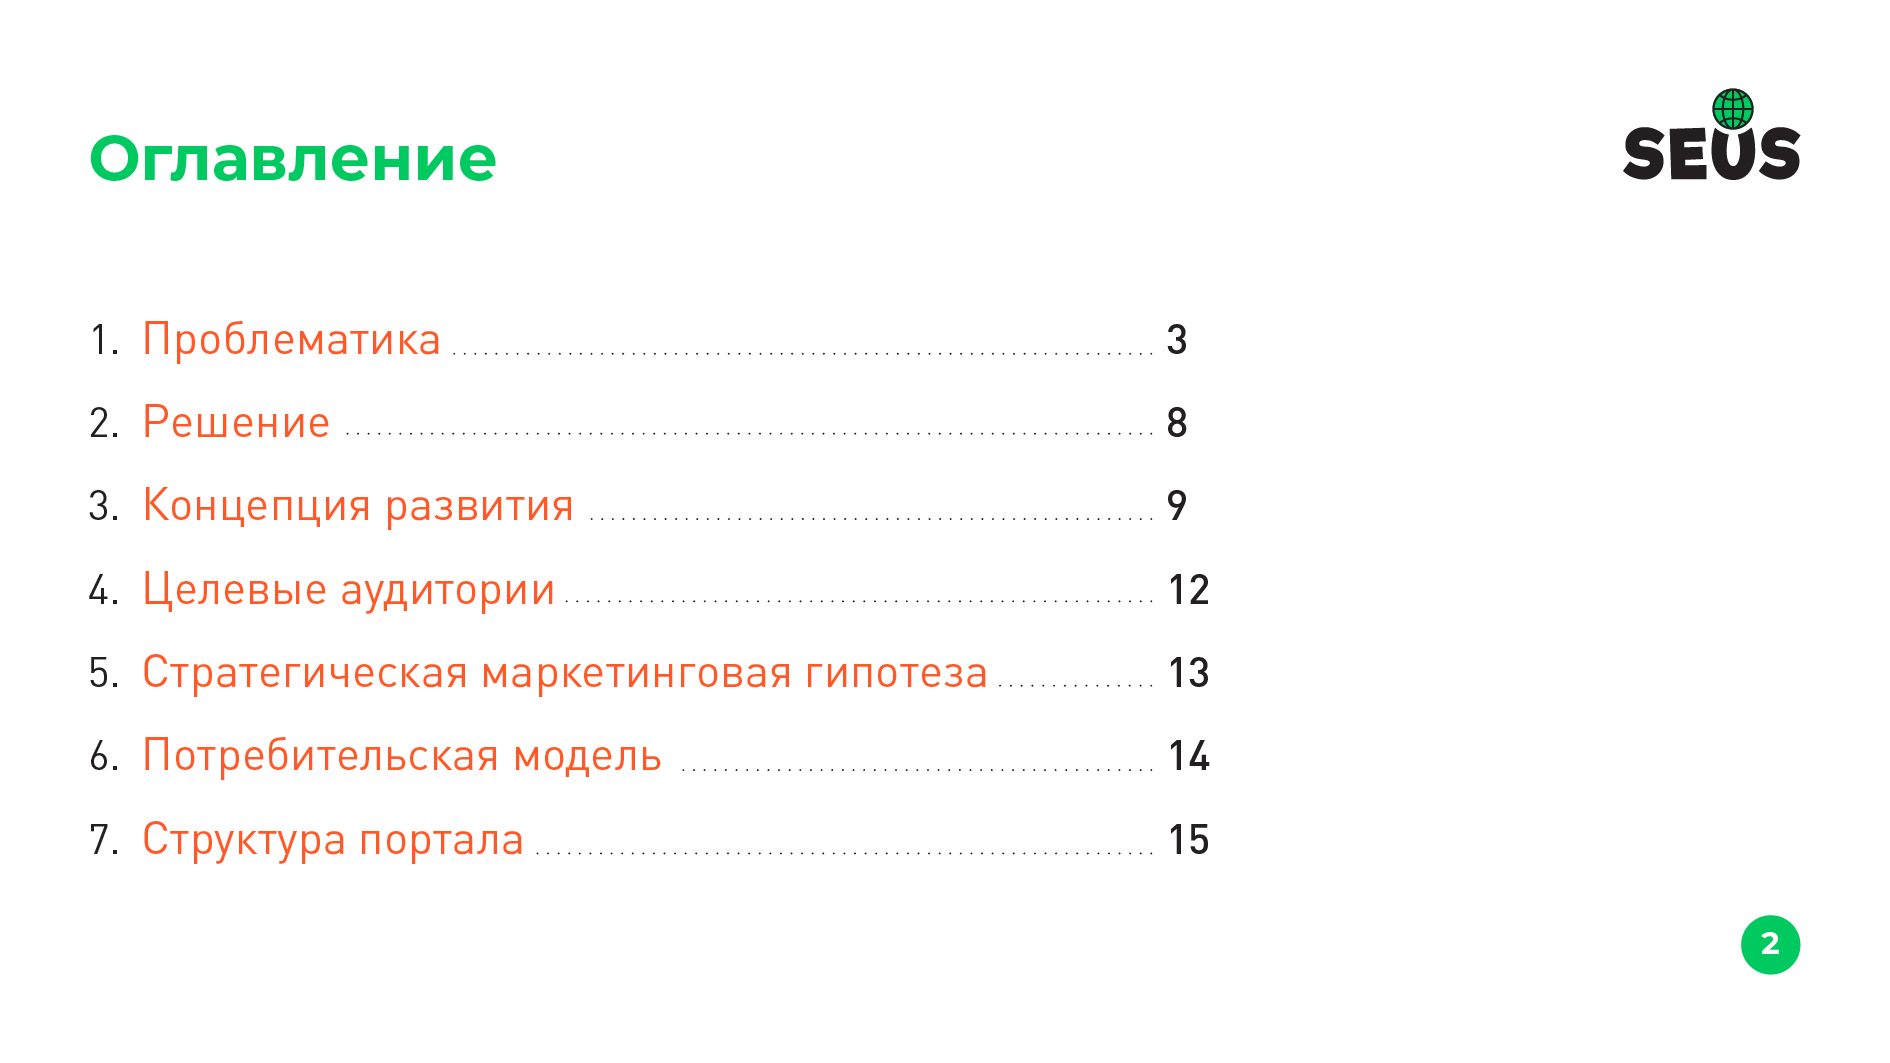 Оглавление
SEUS
1. Проблематика 3
2. Решение 8
3. Концепция развития 9
4. Целевые аудитории 12
5. Стратегическая маркетинговая гипотеза 13
6. Потребительская модель 14
7. Структура портала 15
2